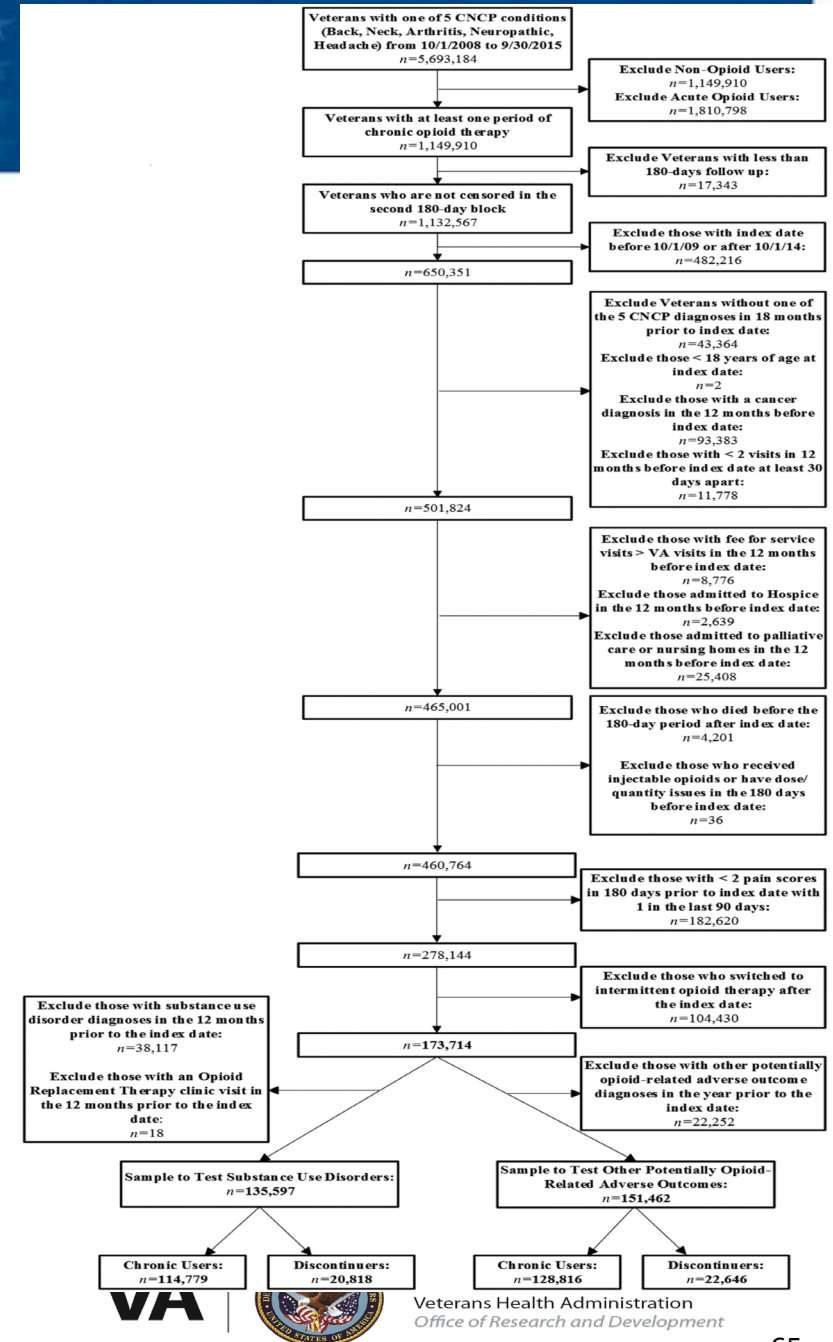 Veterans with one of 5 CNCP conditions
(Back, Neck, Arthritis, Neuropathic,
Headache) from 10/1/2008 to 9/30/2015
n=5,693,184
Exclude Non-Opioid Users:
n=1,149,910
Exclude Acute Opioid Users:
n=1,810,798
Veterans with at least one period of
chronic opioid therapy
n=1,149,910
Exclude Veterans with less than
180-days follow up:
n=17,343
Veterans who are not censored in the
second 180-day block
n=1,132,567
Exclude those with index date
before 10/1/09 or after 10/1/14:
n=482,216
n=650,351
Exclude Veterans without one of
the 5 CNCP diagnoses in 18 months
prior to index date:
n=43,364
Exclude those < 18 years of age at
index date:
n=2
Exclude those with a cancer
diagnosis in the 12 months before
index date:
n=93,383
Exclude those with < 2 visits in 12
months before index date at least 30
days apart:
n=11,778
n=501,824
Exclude those with fee for service
visits > VA visits in the 12 months
before index date:
n=8,776
Exclude those admitted to Hospice
in the 12 months before index date:
n=2,639
Exclude those admitted to palliative
care or nursing homes in the 12
months before index date:
n=25,408
n=465,001
Exclude those who died before the
180-day period after index date:
n=4,201
Exclude those who received
injectable opioids or have dose/
quantity issues in the 180 days
before index date:
n=36
n=460,764
Exclude those with < 2 pain scores
in 180 days prior to index date with
1 in the last 90 days:
n=182,620
n=278,144
Exclude those who switched to
intermittent opioid therapy after
the index date:
n=104,430
n=173,714
Exclude those with substance use
disorder diagnoses in the 12 months
prior to the index date:
n=38,117
Exclude those with an Opioid
Replacement Therapy clinic visit in
the 12 months prior to the index
date:
n=18
Exclude those with other potentially
opioid-related adverse outcome
diagnoses in the year prior to the
index date:
n=22,252
Sample to Test Substance Use Disorders:
n=135,597
Sample to Test Other Potentially Opioid-
Related Adverse Outcomes:
n=151,462
Chronic Users:
n=114,779
Discontinuers:
n=20,818
Chronic Users:
n=128,816
Discontinuers:
n=22,646
VA
UNITED STATES OF AMERICA
Veterans Health Administration
Office of Research and Development